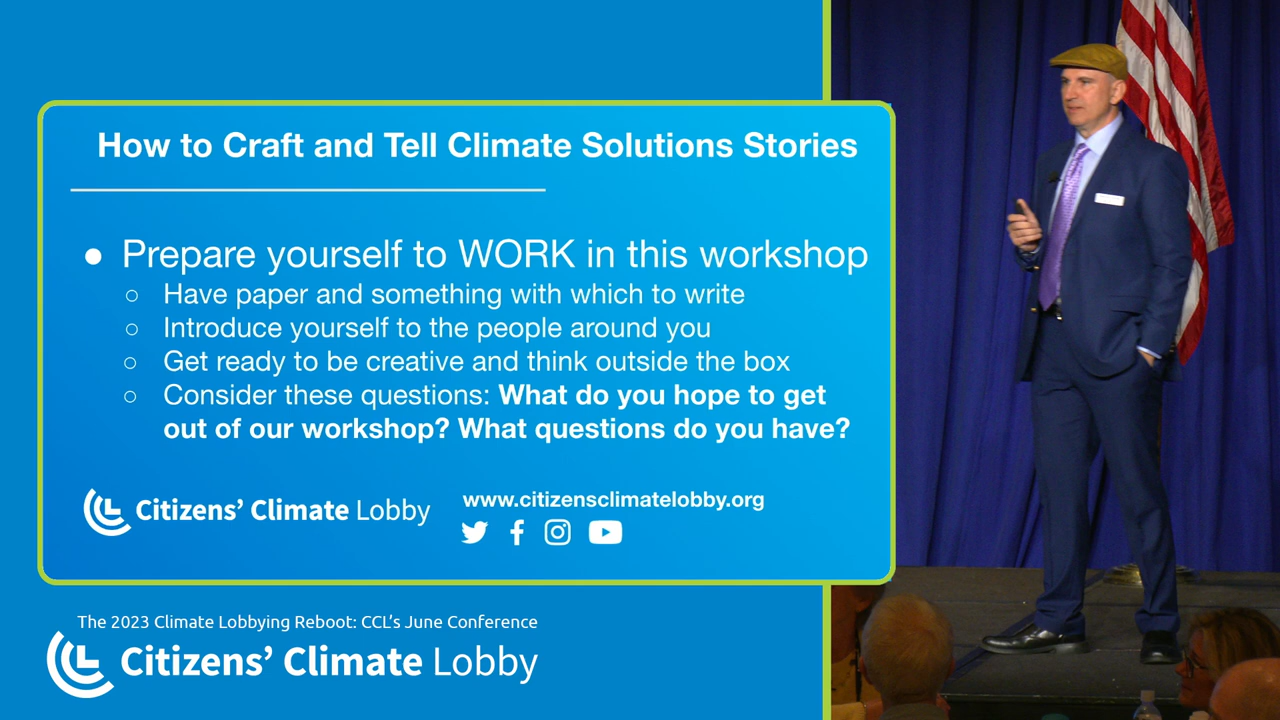 How to Craft and Tell Climate Solutions Stories
● Prepare yourself to WORK in this workshop
○ Have paper and something with which to write
○ Introduce yourself to the people around you
○ Get ready to be creative and think outside the box
○ Consider these questions: What do you hope to get
out of our workshop? What questions do you have?
Citizens’ Climate Lobby
www.citizensclimatelobby.org
The 2023 Climate Lobbying Reboot: CCL’s June Conference
Citizens’ Climate Lobby